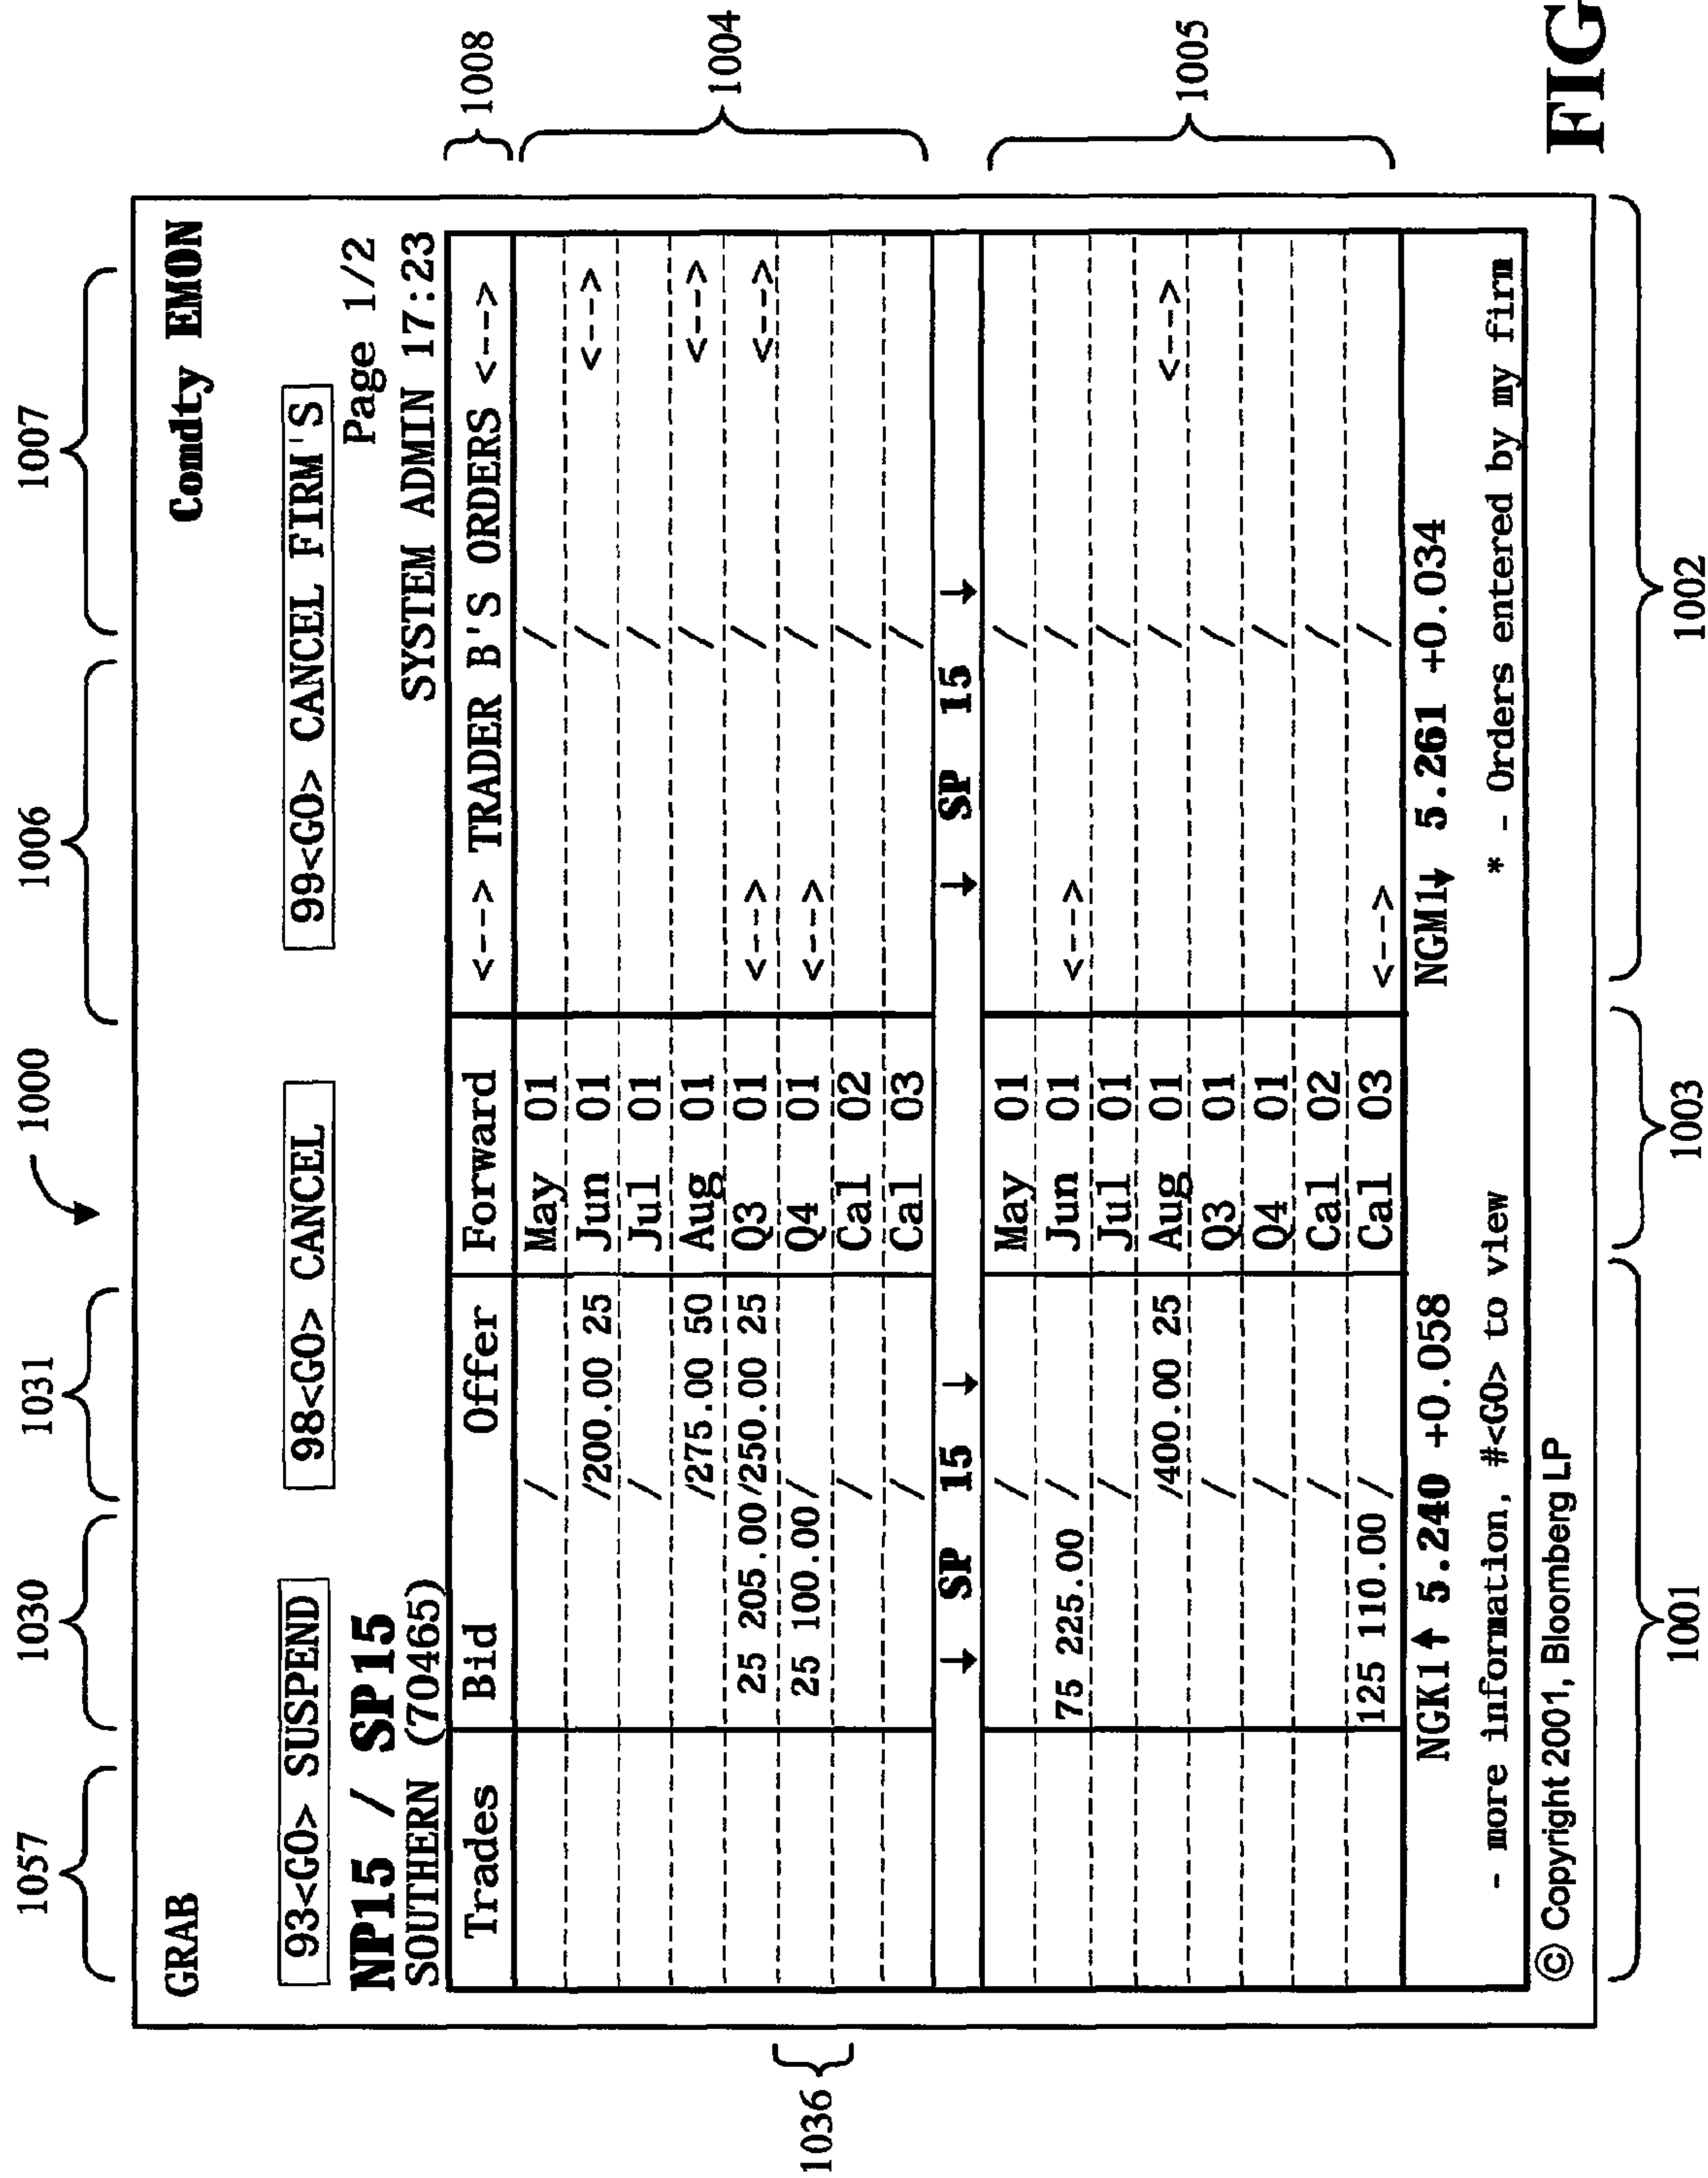 1057 1030 1031 1000 1006 1007
GRAB Comdty EMON
93<GO> SUSPEND 98<GO> CANCEL 99<GO> CANCEL FIRM'S
NP15 / SP15 Page 1/2
SOUTHERN (70465) SYSTEM ADMIN 17:23
Trades Bid Offer Forward <--> TRADER B'S ORDERS <--> 1008
/ May 01 /
/200.00 25 Jun 01 / <-->
/ Jul 01 /
/275.00 50 Aug 01 / <-->
25 205.00/250.00 25 Q3 01 <--> / <-->
1036 25 100.00/ Q4 01 <--> / 1004
/ Cal 02 /
/ Cal 03 /
↓ SP 15 ↓ ↓ SP 15 ↓
/ May 01 /
75 225.00 / Jun 01 <--> /
/ Jul 01 /
/400.00 25 Aug 01 / <-->
/ Q3 01 / 1005
/ Q4 01 /
/ Cal 02 /
125 110.00 / Cal 03 <--> /
NGK1↑ 5.240 +0.058 NGM1↓ 5.261 +0.034
- more information, #<GO> to view * - Orders entered by my firm
© Copyright 2001, Bloomberg LP
1001 1003 1002
FIG